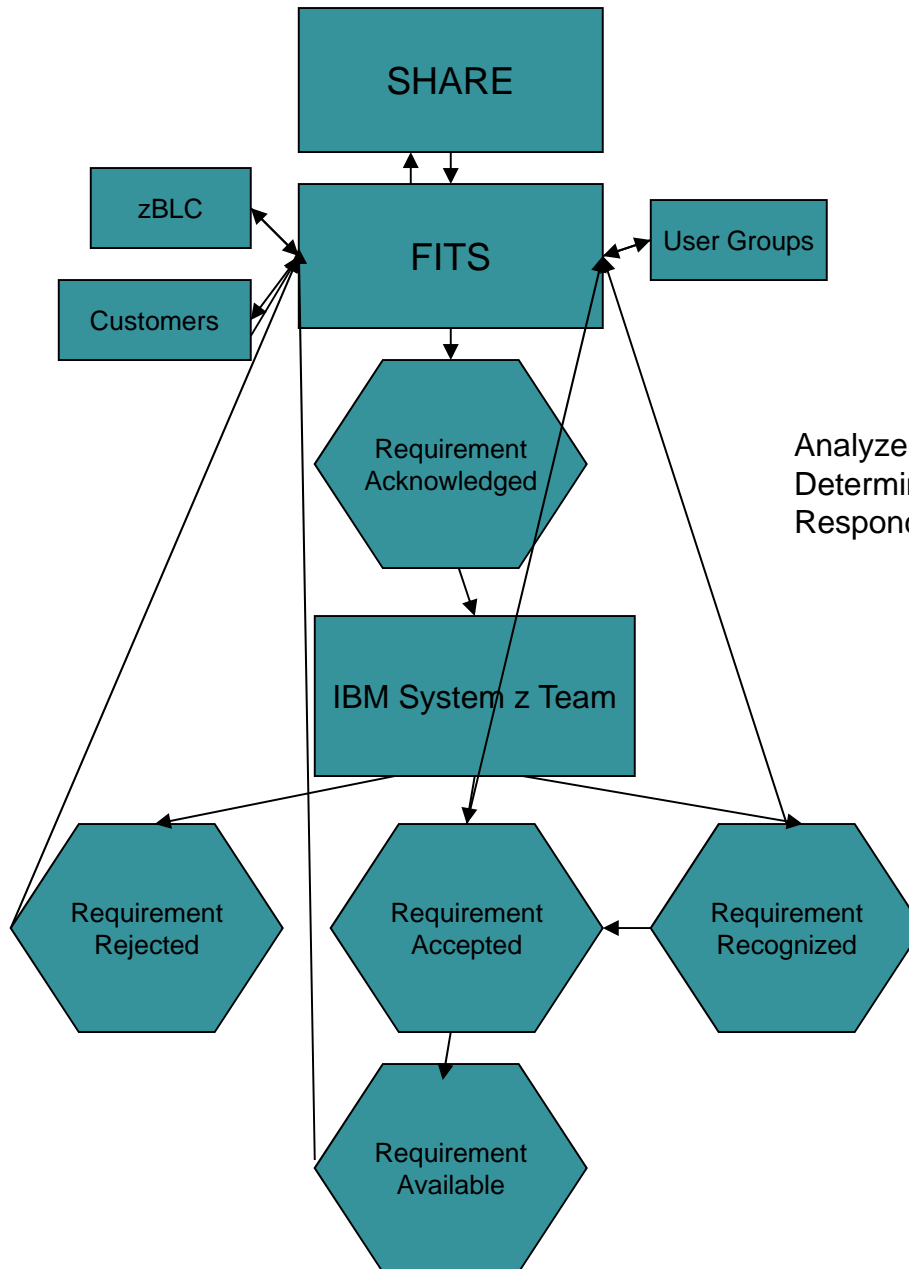 SHARE
zBLC
FITS
User Groups
Customers
Requirement
Acknowledged
Analyze
IBM System z Team
Requirement
Rejected
Requirement
Accepted
Requirement
Recognized
Requirement
Available